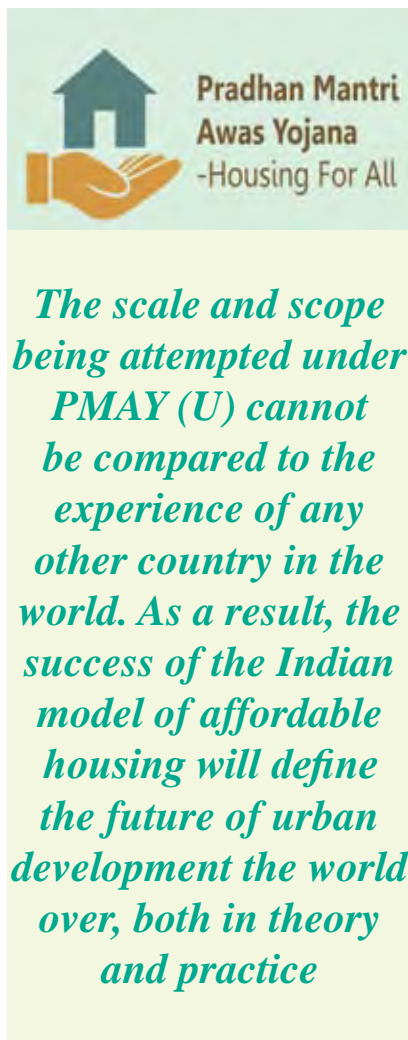 Pradhan Mantri
Awas Yojana
-Housing For All
The scale and scope
being attempted under
PMAY (U) cannot
be compared to the
experience of any
other country in the
world. As a result, the
success of the Indian
model of affordable
housing will define
the future of urban
development the world
over, both in theory
and practice